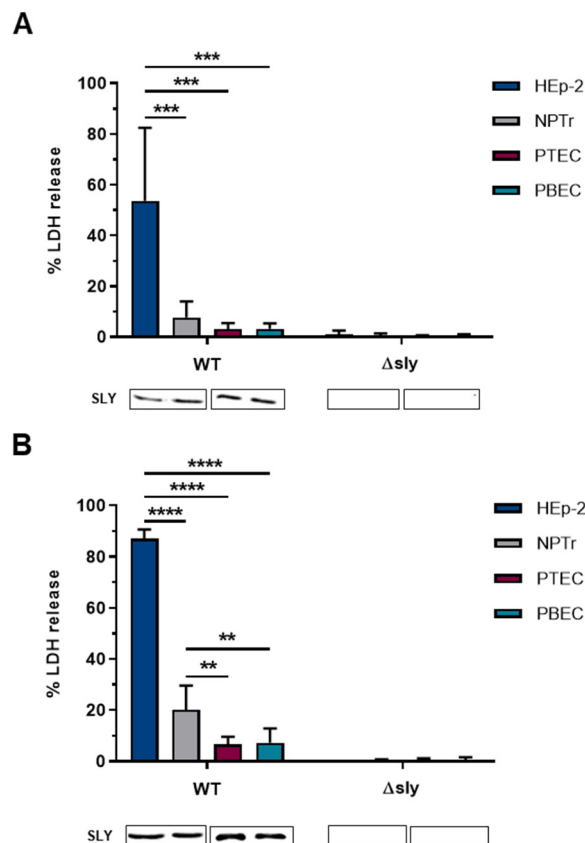 A
***
***
***
100
80
60
40
20
0
% LDH release
WT
Δsly
HEp-2
NPTr
PTEC
PBEC
SLY
B
****
****
****
**
**
100
80
60
40
20
0
% LDH release
WT
Δsly
HEp-2
NPTr
PTEC
PBEC
SLY